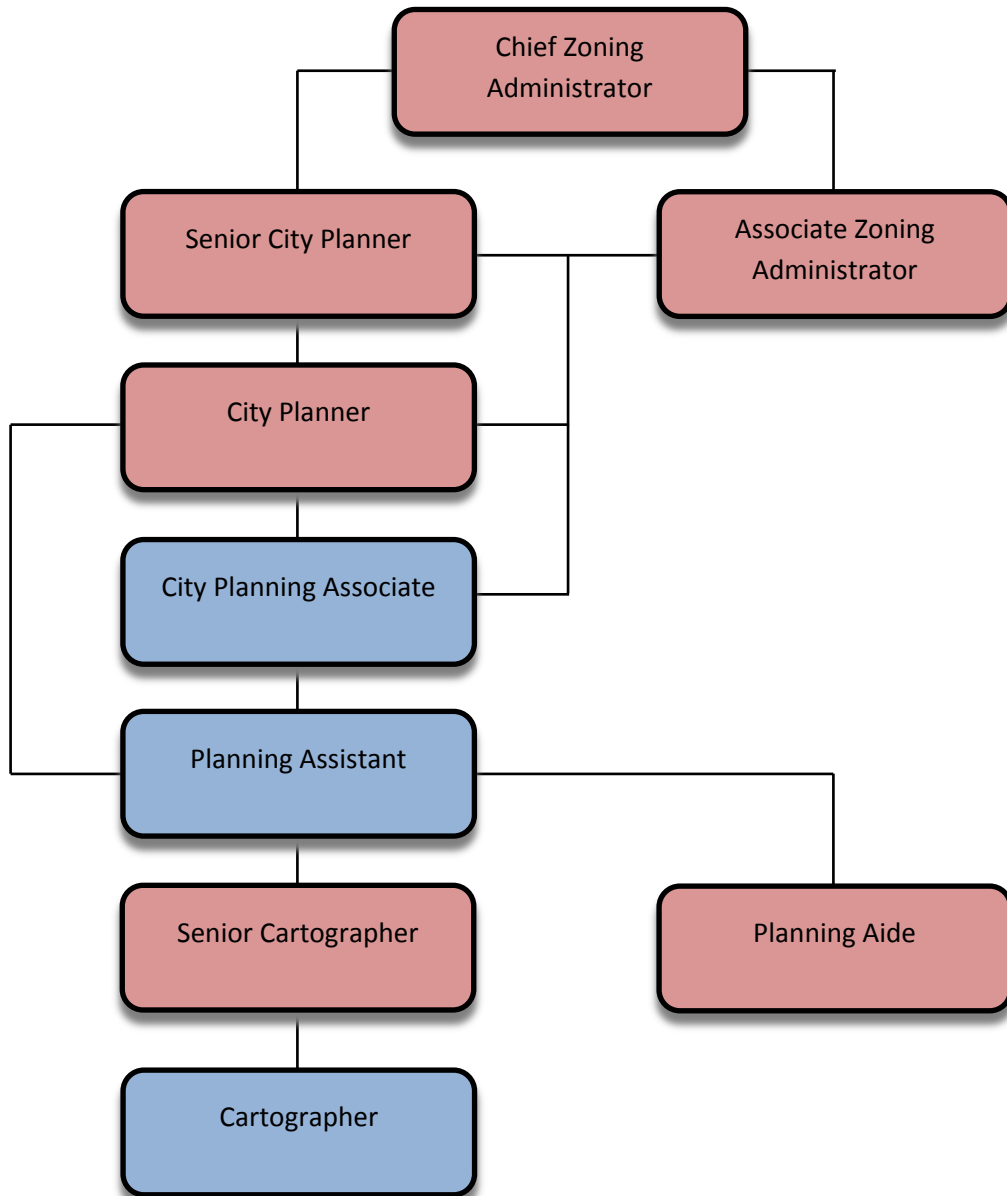 Chief Zoning
Administrator
Senior City Planner
Associate Zoning
Administrator
City Planner
City Planning Associate
Planning Assistant
Senior Cartographer
Planning Aide
Cartographer